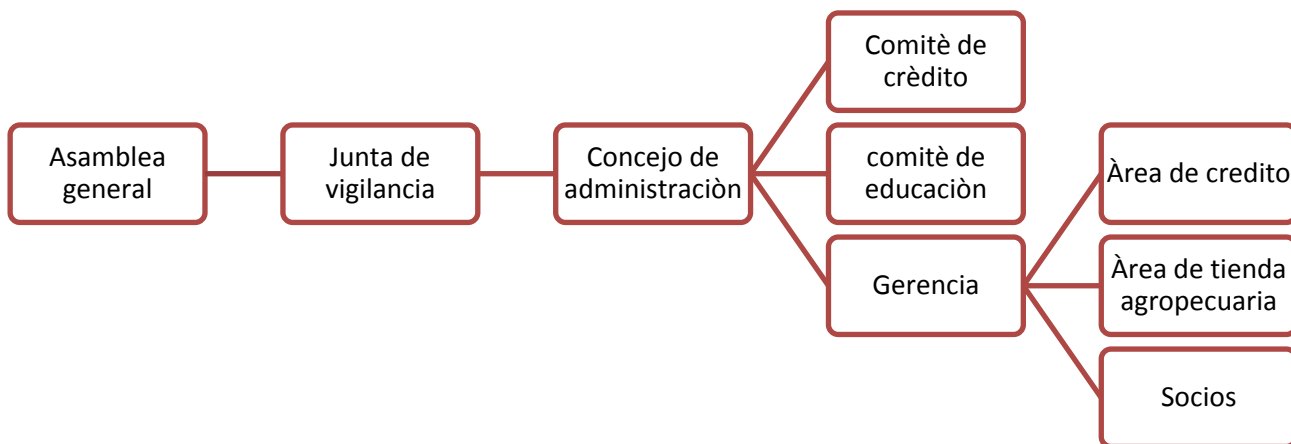 Asamblea
general
Junta de
vigilancia
Concejo de
administraciòn
Comitè de
crèdito
comitè de
educaciòn
Gerencia
Àrea de credito
Àrea de tienda
agropecuaria
Socios